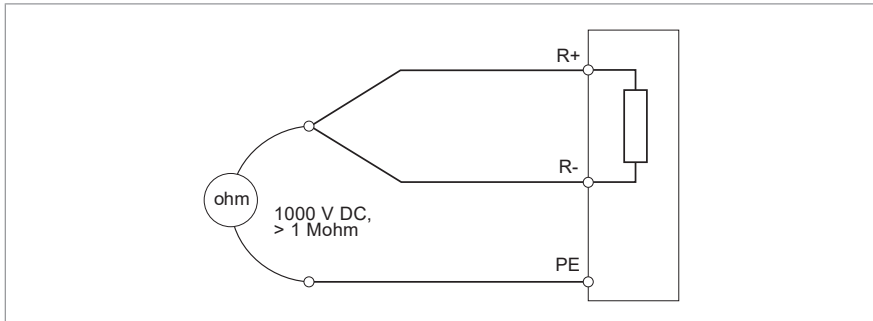 R+
R-
ohm
1000 V DC,
> 1 Mohm
PE